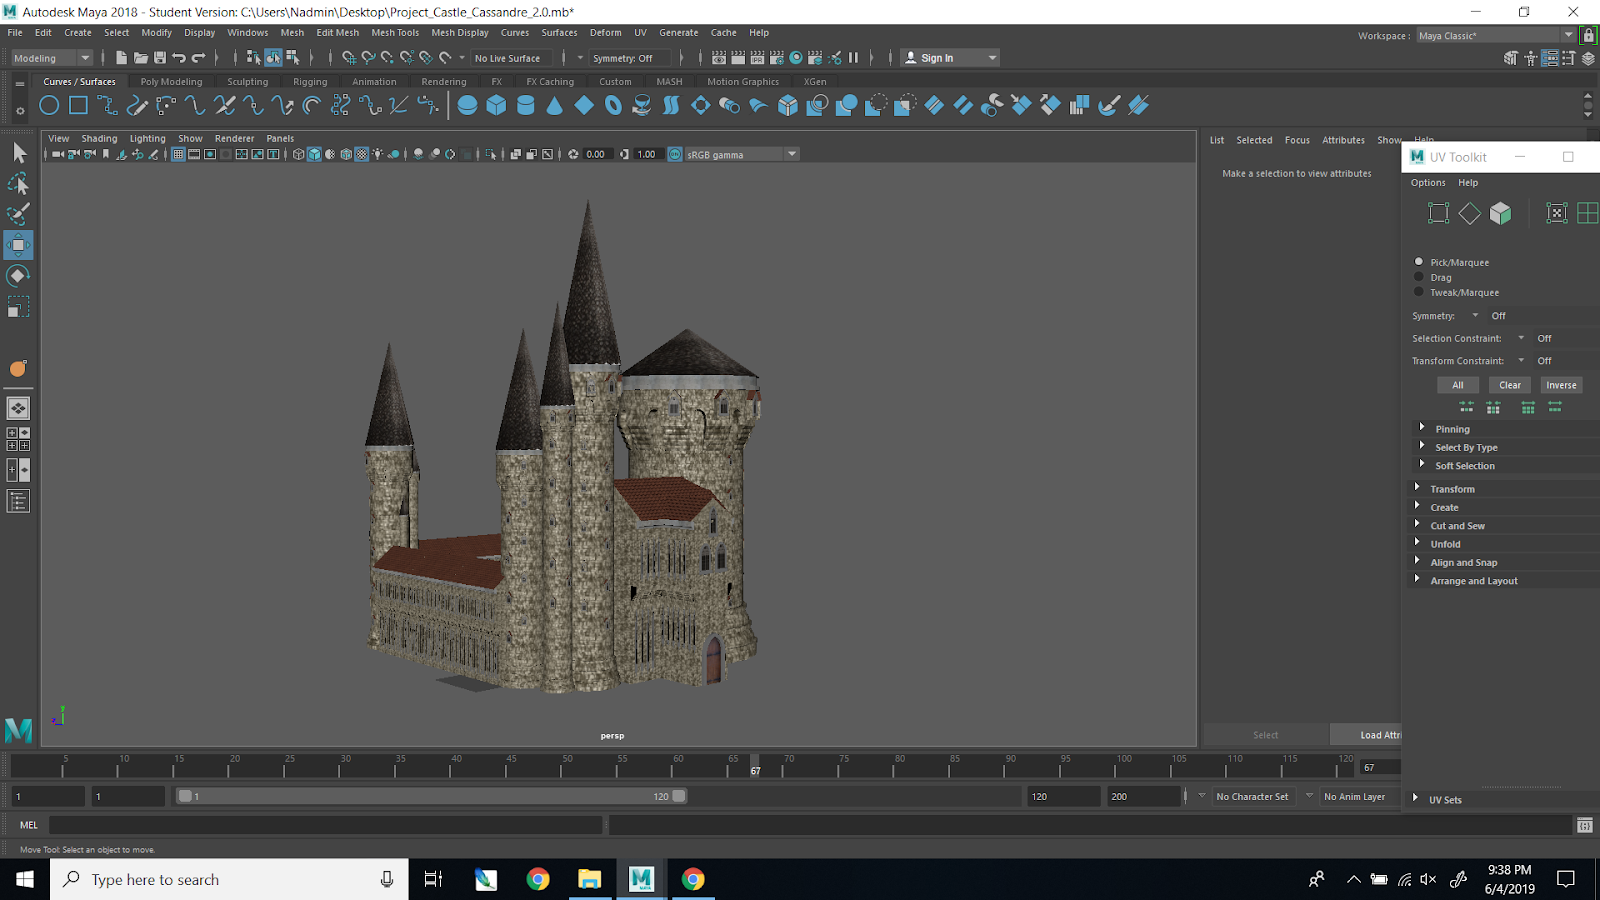 Autodesk Maya 2018 - Student Version: C:\Users\Nadmin\Desktop\Project_Castle_Cassandre_2.0.mb*
File Edit Create Select Modify Display Windows Mesh Edit Mesh Mesh Tools Mesh Display Curves Surfaces Deform UV Generate Cache Help
Workspace : Maya Classic*
Modeling No Live Surface Symmetry: Off Sign In
Curves / Surfaces Poly Modeling Sculpting Rigging Animation Rendering FX FX Caching Custom MASH Motion Graphics XGen
View Shading Lighting Show Renderer Panels
0.00 1.00 sRGB gamma
List Selected Focus Attributes Show Help
Make a selection to view attributes
UV Toolkit
Options Help
Pick/Marquee
Drag
Tweak/Marquee
Symmetry: Off
Selection Constraint: Off
Transform Constraint: Off
All Clear Inverse
Pinning
Select By Type
Soft Selection
Transform
Create
Cut and Sew
Unfold
Align and Snap
Arrange and Layout
UV Sets
y
persp
Select Load Attri
5 10 15 20 25 30 35 40 45 50 55 60 65 70 75 80 85 90 95 100 105 110 115 120
67
67
1 1 1 120 120 200 No Character Set No Anim Layer
MEL
Move Tool: Select an object to move.
Type here to search
9:38 PM
6/4/2019